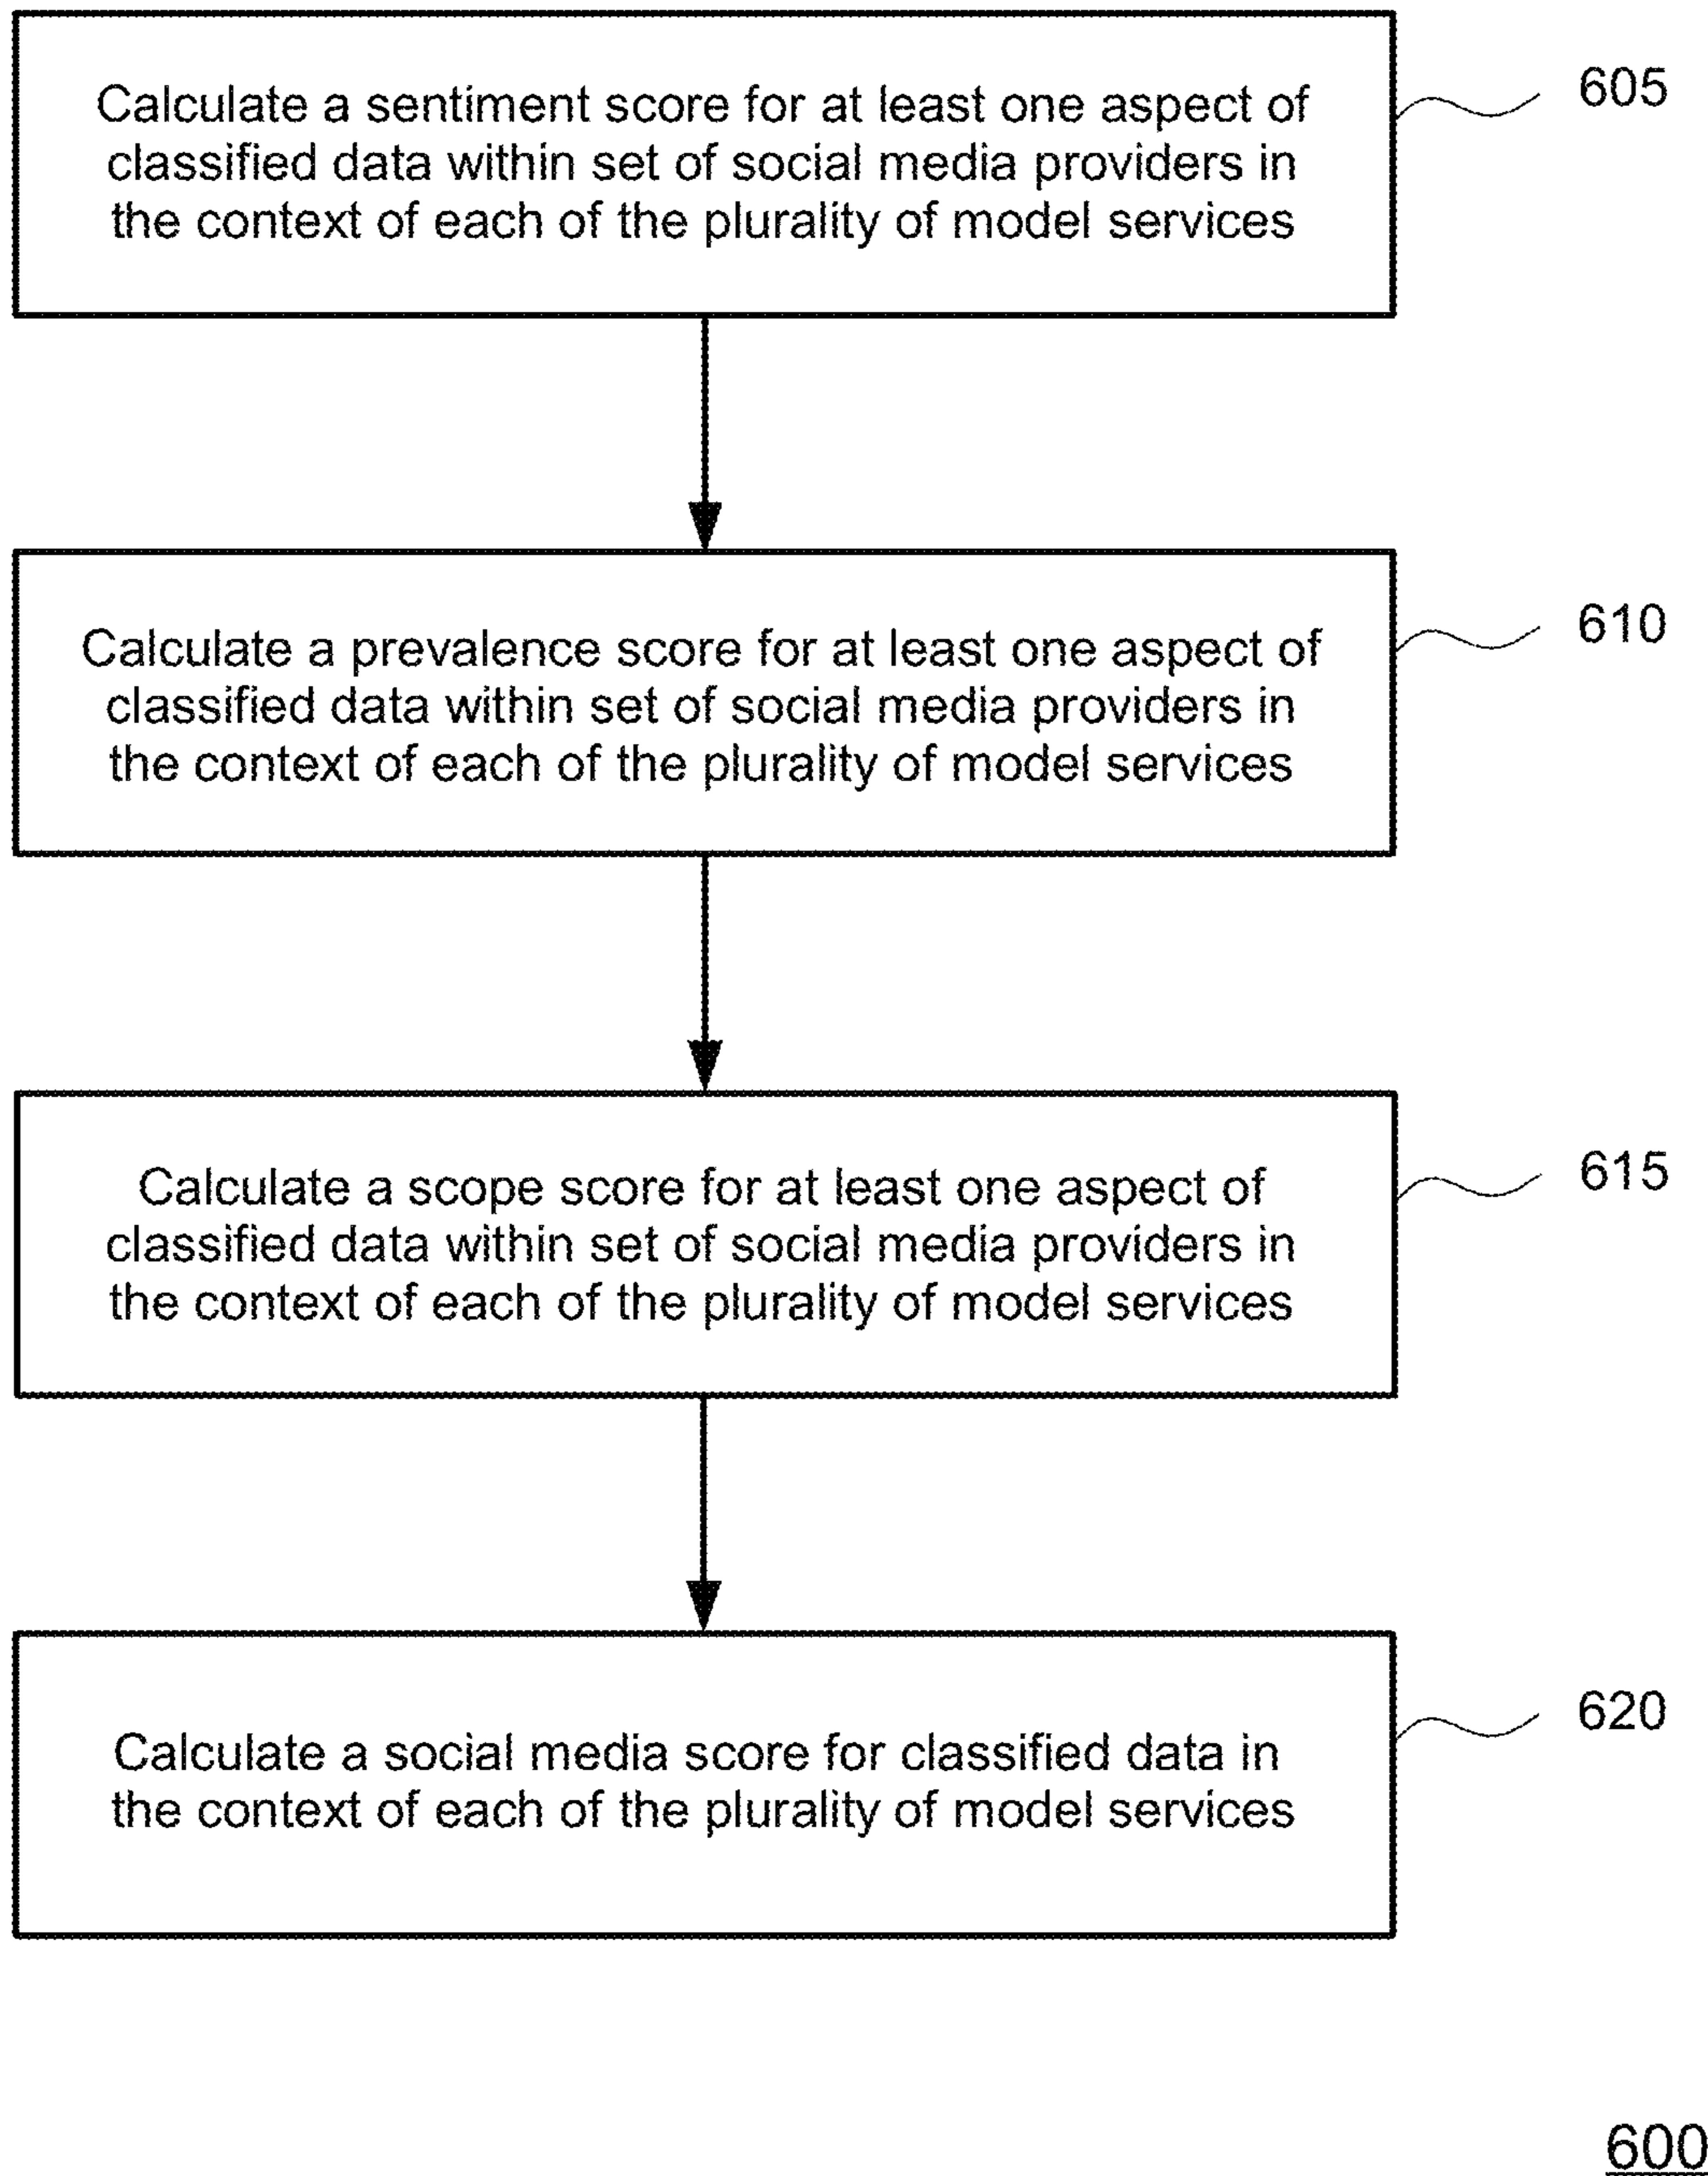 Calculate a sentiment score for at least one aspect of
classified data within set of social media providers in
the context of each of the plurality of model services
605
Calculate a prevalence score for at least one aspect of
classified data within set of social media providers in
the context of each of the plurality of model services
610
Calculate a scope score for at least one aspect of
classified data within set of social media providers in
the context of each of the plurality of model services
615
Calculate a social media score for classified data in
the context of each of the plurality of model services
620
600